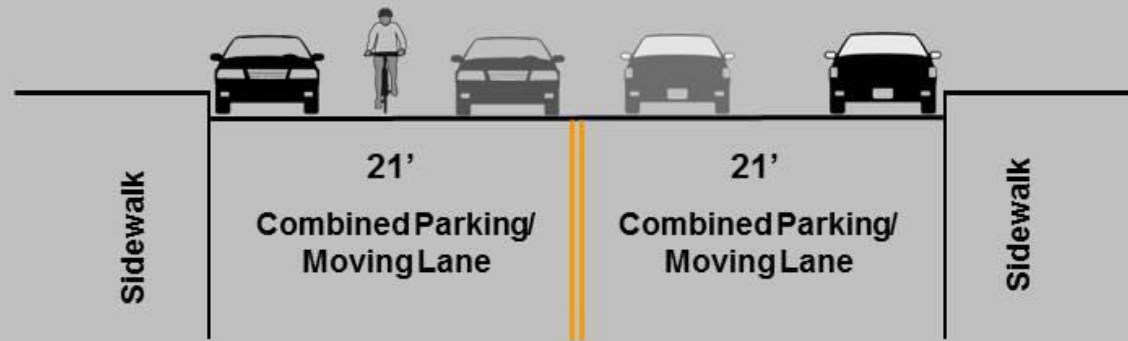 Sidewalk
21’
Combined Parking/
Moving Lane
21’
Combined Parking/
Moving Lane
Sidewalk